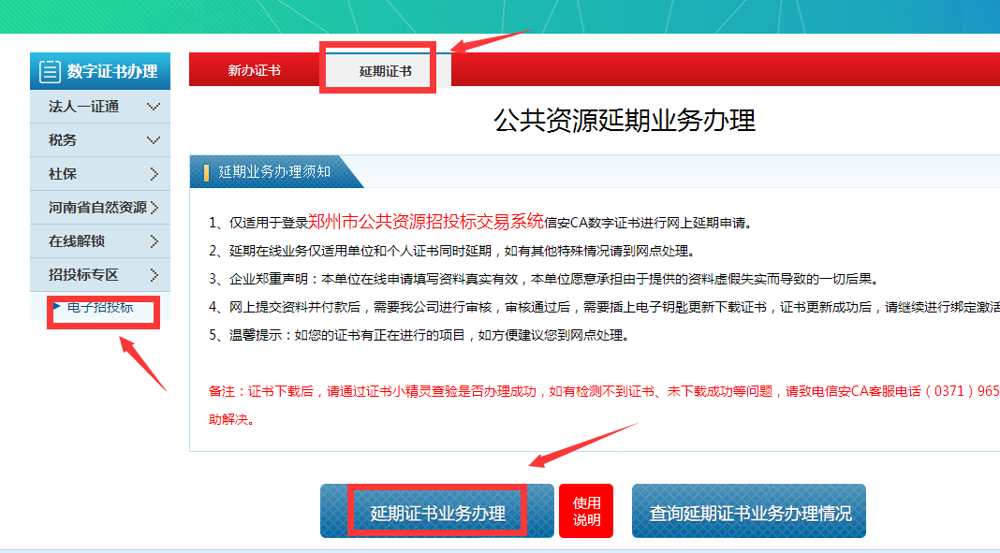 数字证书办理
法人一证通
税务
社保
河南省自然资源
在线解锁
招投标专区
电子招投标
新办证书
延期证书
公共资源延期业务办理
延期业务办理须知
1、仅适用于登录郑州市公共资源招投标交易系统信安CA数字证书进行网上延期申请。
2、延期在线业务仅适用单位和个人证书同时延期，如有其他特殊情况请到网点处理。
3、企业郑重声明：本单位在线申请填写资料真实有效，本单位愿意承担由于提供的资料虚假失实而导致的一切后果。
4、网上提交资料并付款后，需要我公司进行审核，审核通过后，需要插上电子钥匙更新下载证书，证书更新成功后，请继续进行绑定激活
5、温馨提示：如您的证书有正在进行的项目，如方便建议您到网点处理。
备注：证书下载后，请通过证书小精灵查验是否办理成功，如有检测不到证书、未下载成功等问题，请致电信安CA客服电话（0371）965
助解决。
延期证书业务办理
使用
说明
查询延期证书业务办理情况